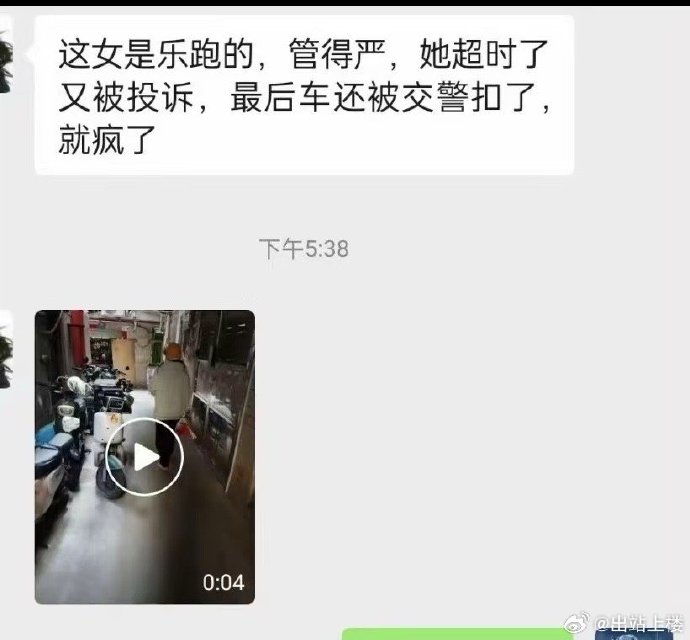 这女是乐跑的，管得严，她超时了
又被投诉，最后车还被交警扣了，
就疯了
下午5:38
0:04
@出站上楼